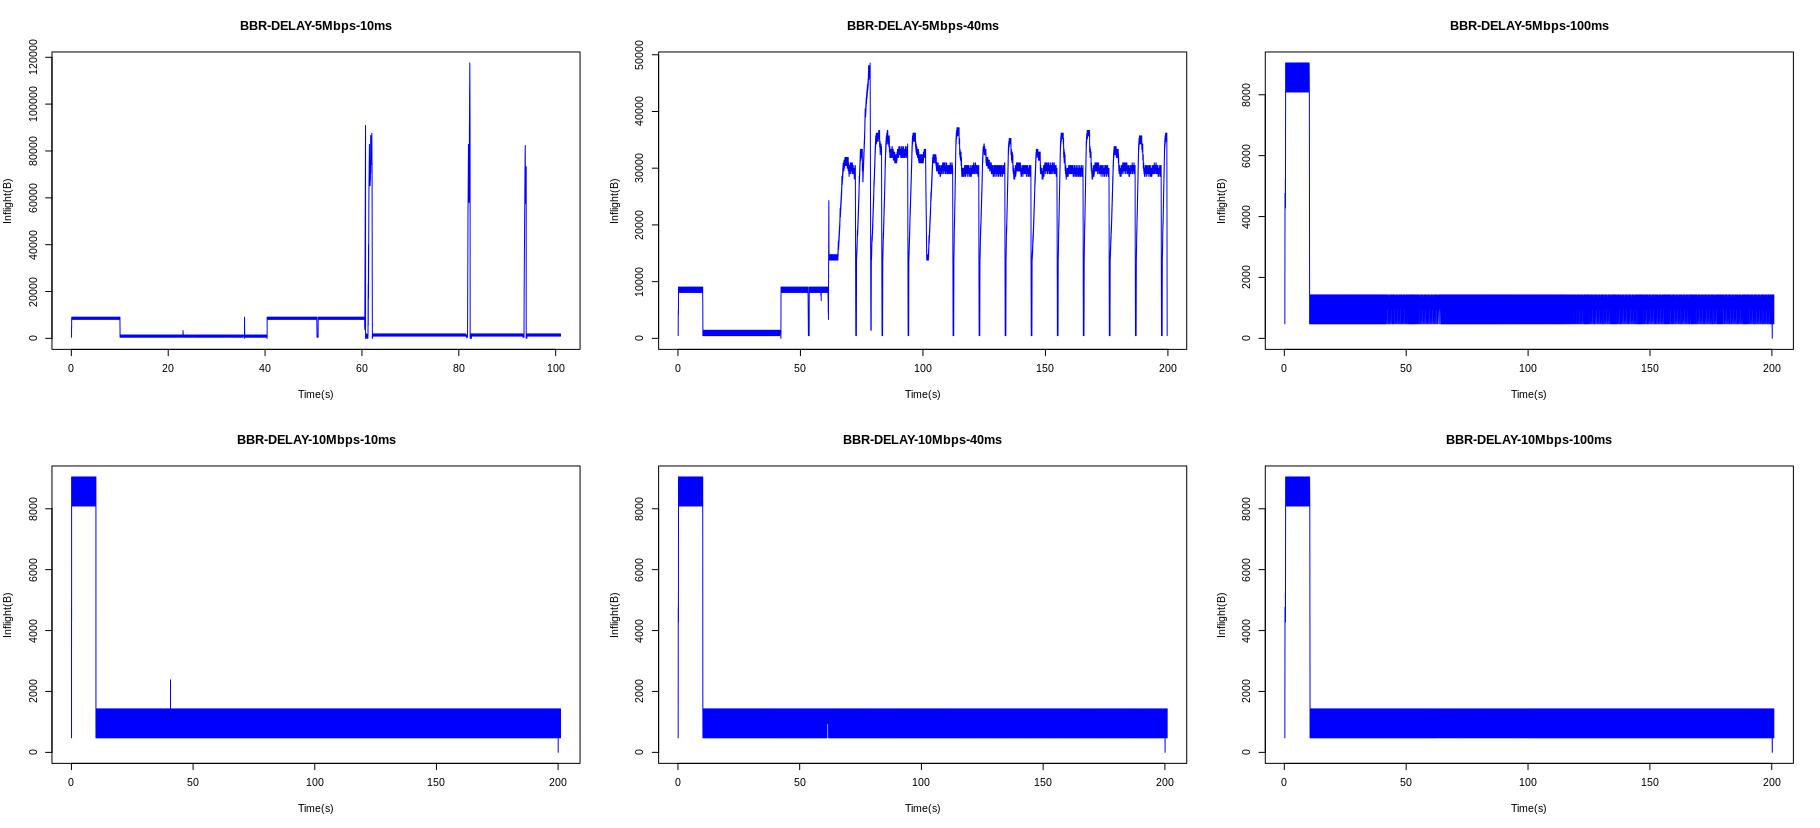 BBR-DELAY-5Mbps-10ms
Inflight(B)
120000
100000
80000
60000
40000
20000
0
0 20 40 60 80 100
Time(s)
BBR-DELAY-5Mbps-40ms
Inflight(B)
50000
40000
30000
20000
10000
0
0 50 100 150 200
Time(s)
BBR-DELAY-5Mbps-100ms
Inflight(B)
8000
6000
4000
2000
0
0 50 100 150 200
Time(s)
BBR-DELAY-10Mbps-10ms
Inflight(B)
8000
6000
4000
2000
0
0 50 100 150 200
Time(s)
BBR-DELAY-10Mbps-40ms
Inflight(B)
8000
6000
4000
2000
0
0 50 100 150 200
Time(s)
BBR-DELAY-10Mbps-100ms
Inflight(B)
8000
6000
4000
2000
0
0 50 100 150 200
Time(s)